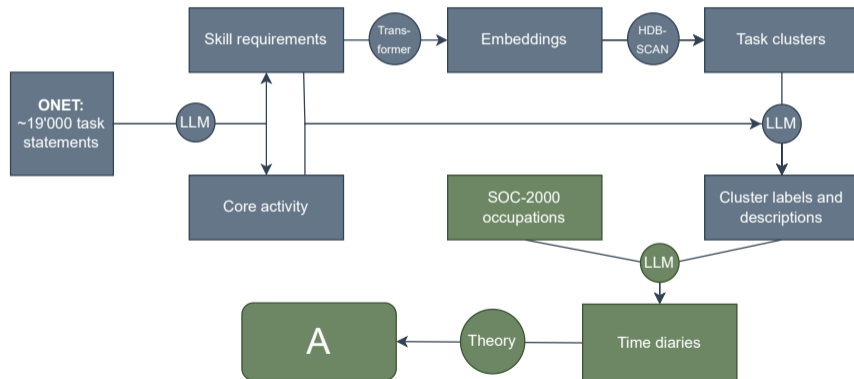 Skill requirements
Trans-
former
Embeddings
HDB-
SCAN
Task clusters
ONET:
~19'000 task
statements
LLM
LLM
Core activity
SOC-2000
occupations
Cluster labels and
descriptions
LLM
A
Theory
Time diaries